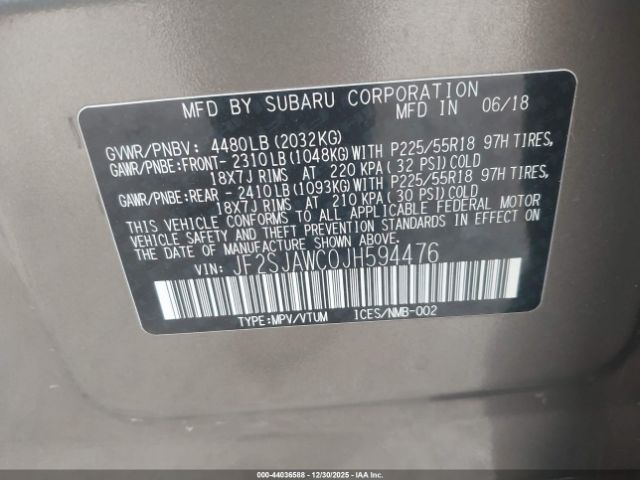 MFD BY SUBARU CORPORATION
MFD IN 06/18
GVWR/PNBV: 4480LB(2032KG)
GAWR/PNBE:FRONT-2310LB(1048KG)WITH P225/55R18 97H TIRES,
18X7J RIMS AT 220 KPA(32 PSI)COLD
GAWR/PNBE:REAR -2410LB(1093KG)WITH P225/55R18 97H TIRES,
18X7J RIMS AT 210 KPA(30 PSI)COLD
THIS VEHICLE CONFORMS TO ALL APPLICABLE FEDERAL MOTOR
VEHICLE SAFETY AND THEFT PREVENTION STANDARDS IN EFFECT ON
THE DATE OF MANUFACTURE SHOWN ABOVE.
VIN: JF2SJAWC0JH594476
TYPE:MPV/VTUM ICES/NMB-002
000-44036588 - 12/30/2025 - IAAI.com